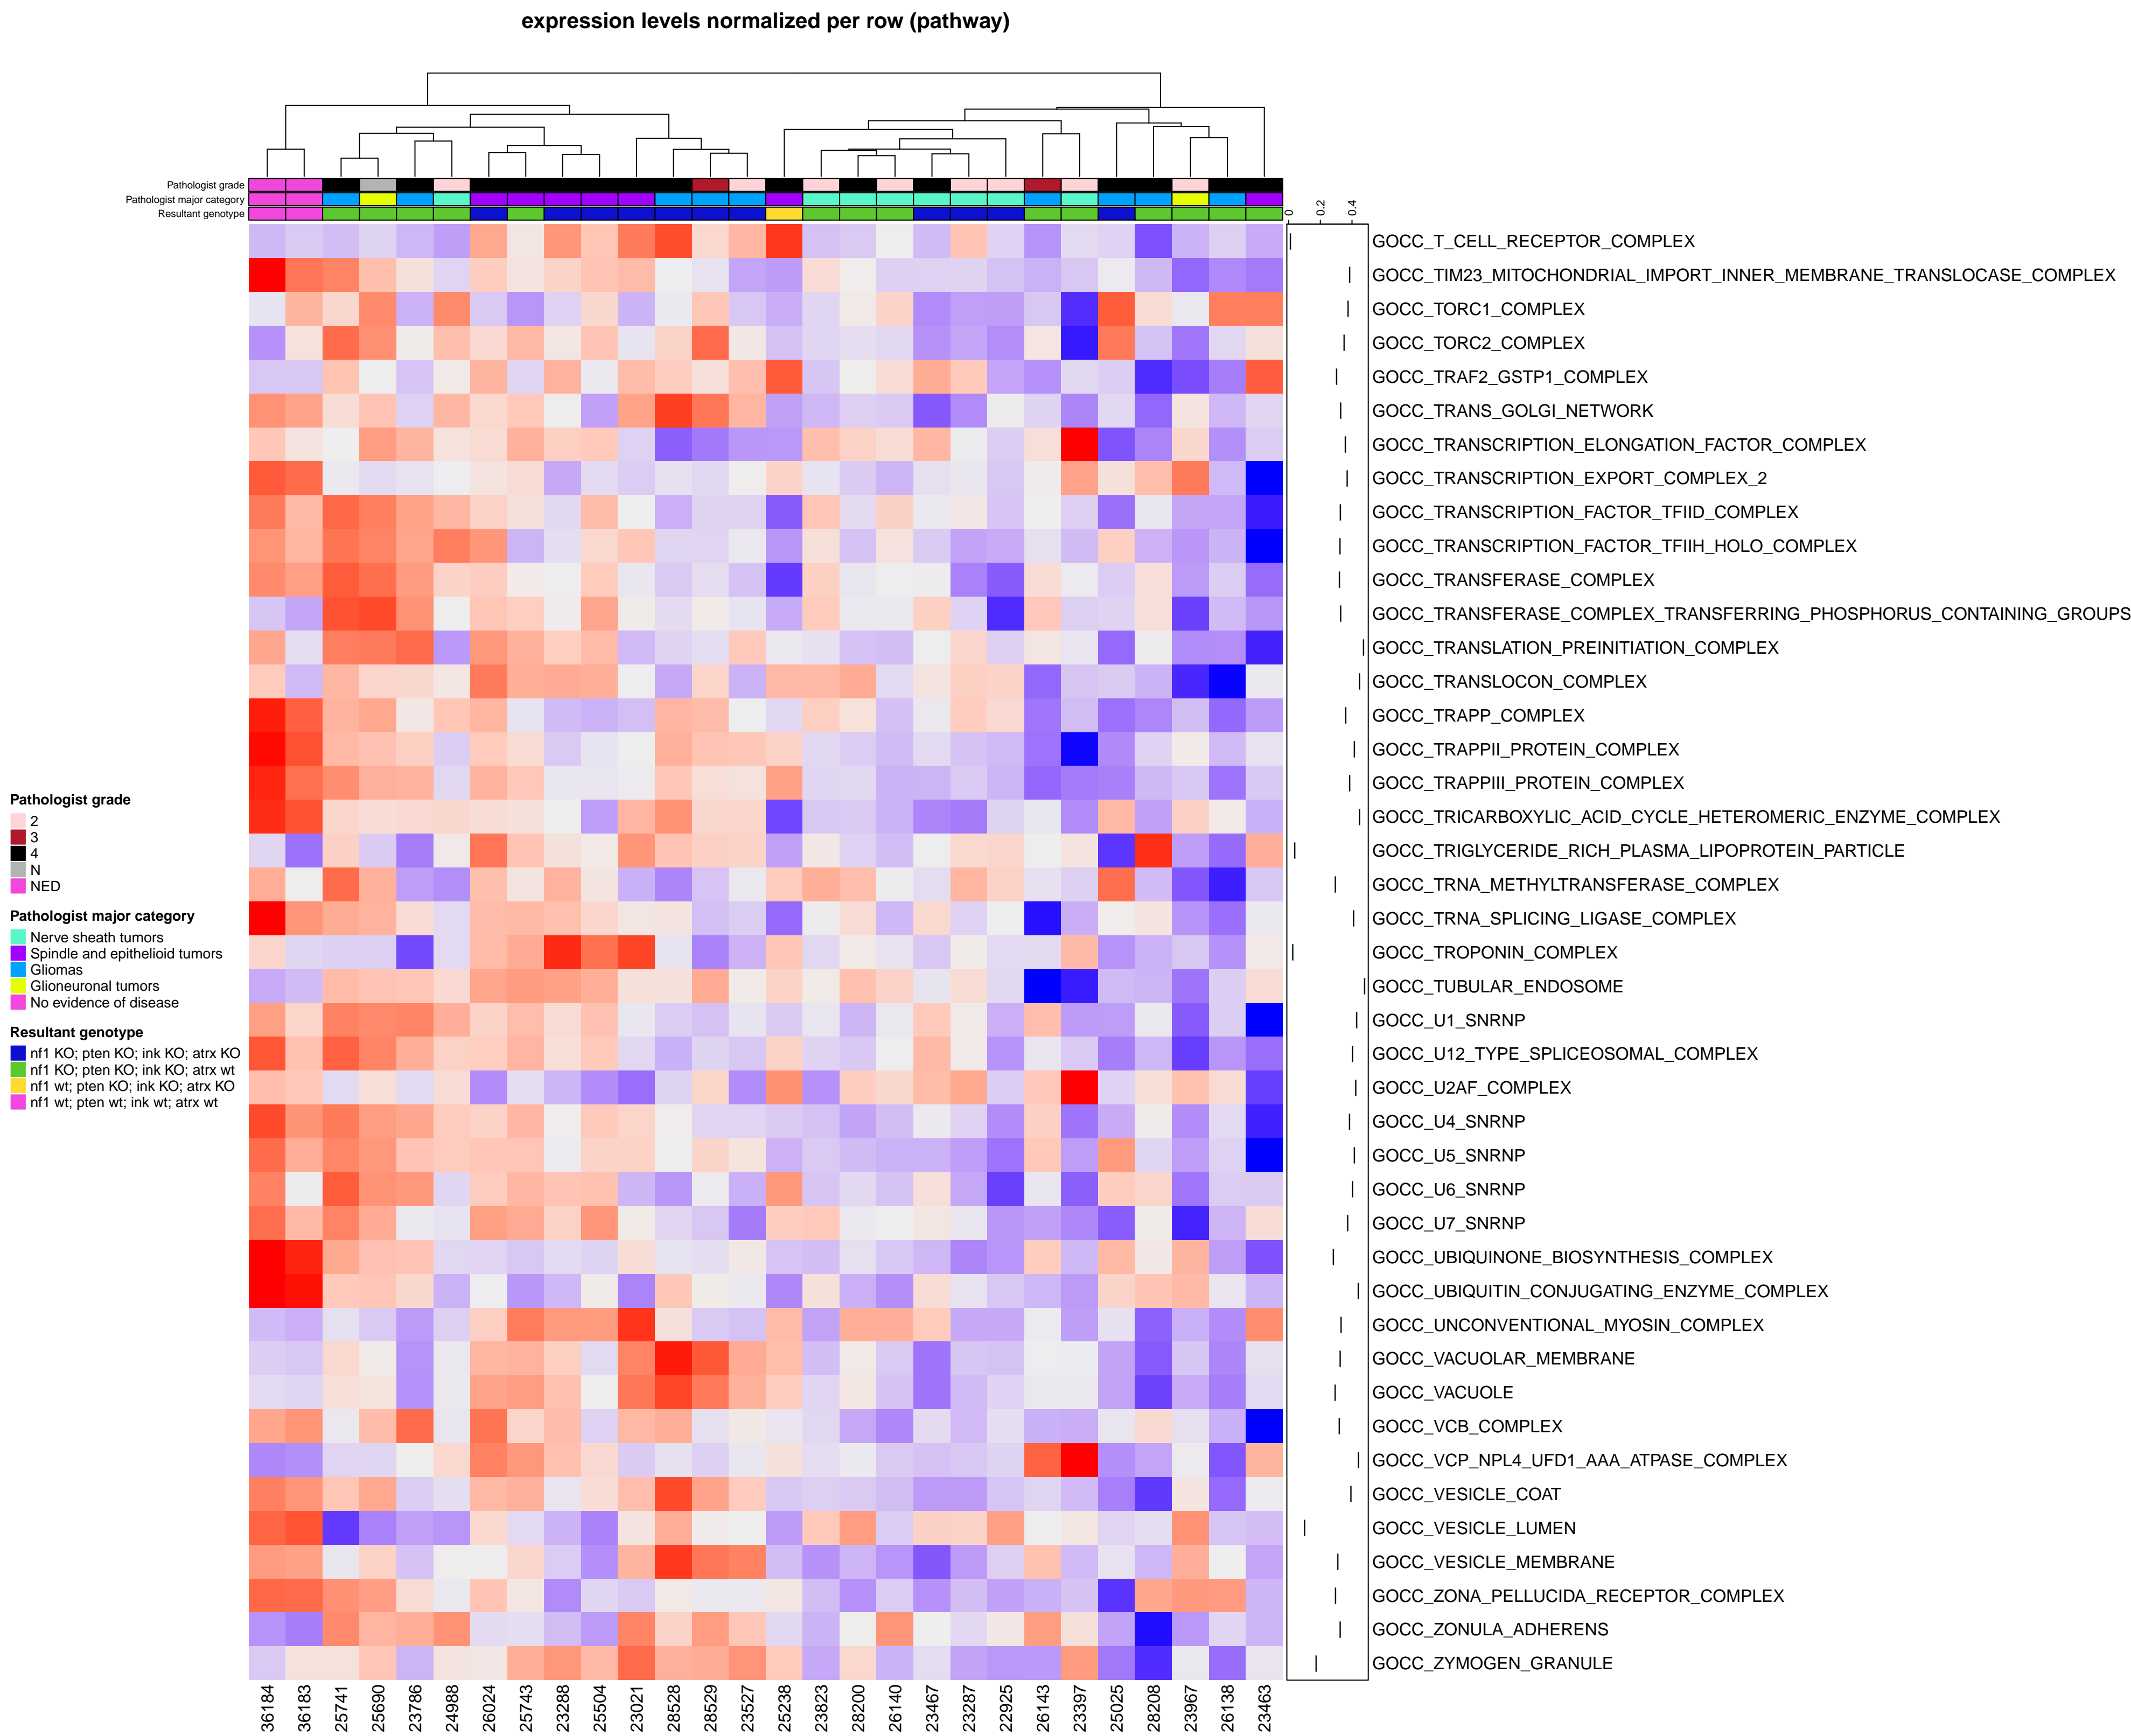 expression levels normalized per row (pathway)
Pathologist grade
Pathologist major category
Resultant genotype
0
0.2
0.4
GOCC_T_CELL_RECEPTOR_COMPLEX
GOCC_TIM23_MITOCHONDRIAL_IMPORT_INNER_MEMBRANE_TRANSLOCASE_COMPLEX
GOCC_TORC1_COMPLEX
GOCC_TORC2_COMPLEX
GOCC_TRAF2_GSTP1_COMPLEX
GOCC_TRANS_GOLGI_NETWORK
GOCC_TRANSCRIPTION_ELONGATION_FACTOR_COMPLEX
GOCC_TRANSCRIPTION_EXPORT_COMPLEX_2
GOCC_TRANSCRIPTION_FACTOR_TFIID_COMPLEX
GOCC_TRANSCRIPTION_FACTOR_TFIIH_HOLO_COMPLEX
GOCC_TRANSFERASE_COMPLEX
GOCC_TRANSFERASE_COMPLEX_TRANSFERRING_PHOSPHORUS_CONTAINING_GROUPS
GOCC_TRANSLATION_PREINITIATION_COMPLEX
GOCC_TRANSLOCON_COMPLEX
GOCC_TRAPP_COMPLEX
GOCC_TRAPPII_PROTEIN_COMPLEX
GOCC_TRAPPIII_PROTEIN_COMPLEX
GOCC_TRICARBOXYLIC_ACID_CYCLE_HETEROMERIC_ENZYME_COMPLEX
GOCC_TRIGLYCERIDE_RICH_PLASMA_LIPOPROTEIN_PARTICLE
GOCC_TRNA_METHYLTRANSFERASE_COMPLEX
GOCC_TRNA_SPLICING_LIGASE_COMPLEX
GOCC_TROPONIN_COMPLEX
GOCC_TUBULAR_ENDOSOME
GOCC_U1_SNRNP
GOCC_U12_TYPE_SPLICEOSOMAL_COMPLEX
GOCC_U2AF_COMPLEX
GOCC_U4_SNRNP
GOCC_U5_SNRNP
GOCC_U6_SNRNP
GOCC_U7_SNRNP
GOCC_UBIQUINONE_BIOSYNTHESIS_COMPLEX
GOCC_UBIQUITIN_CONJUGATING_ENZYME_COMPLEX
GOCC_UNCONVENTIONAL_MYOSIN_COMPLEX
GOCC_VACUOLAR_MEMBRANE
GOCC_VACUOLE
GOCC_VCB_COMPLEX
GOCC_VCP_NPL4_UFD1_AAA_ATPASE_COMPLEX
GOCC_VESICLE_COAT
GOCC_VESICLE_LUMEN
GOCC_VESICLE_MEMBRANE
GOCC_ZONA_PELLUCIDA_RECEPTOR_COMPLEX
GOCC_ZONULA_ADHERENS
GOCC_ZYMOGEN_GRANULE
Pathologist grade
2
3
4
N
NED
Pathologist major category
Nerve sheath tumors
Spindle and epithelioid tumors
Gliomas
Glioneuronal tumors
No evidence of disease
Resultant genotype
nf1 KO; pten KO; ink KO; atrx KO
nf1 KO; pten KO; ink KO; atrx wt
nf1 wt; pten KO; ink KO; atrx KO
nf1 wt; pten wt; ink wt; atrx wt
36184
36183
25741
25690
23786
24988
26024
25743
23288
25504
23021
28528
28529
23527
25238
23823
28200
26140
23467
23287
22925
26143
23397
25025
28208
23967
26138
23463